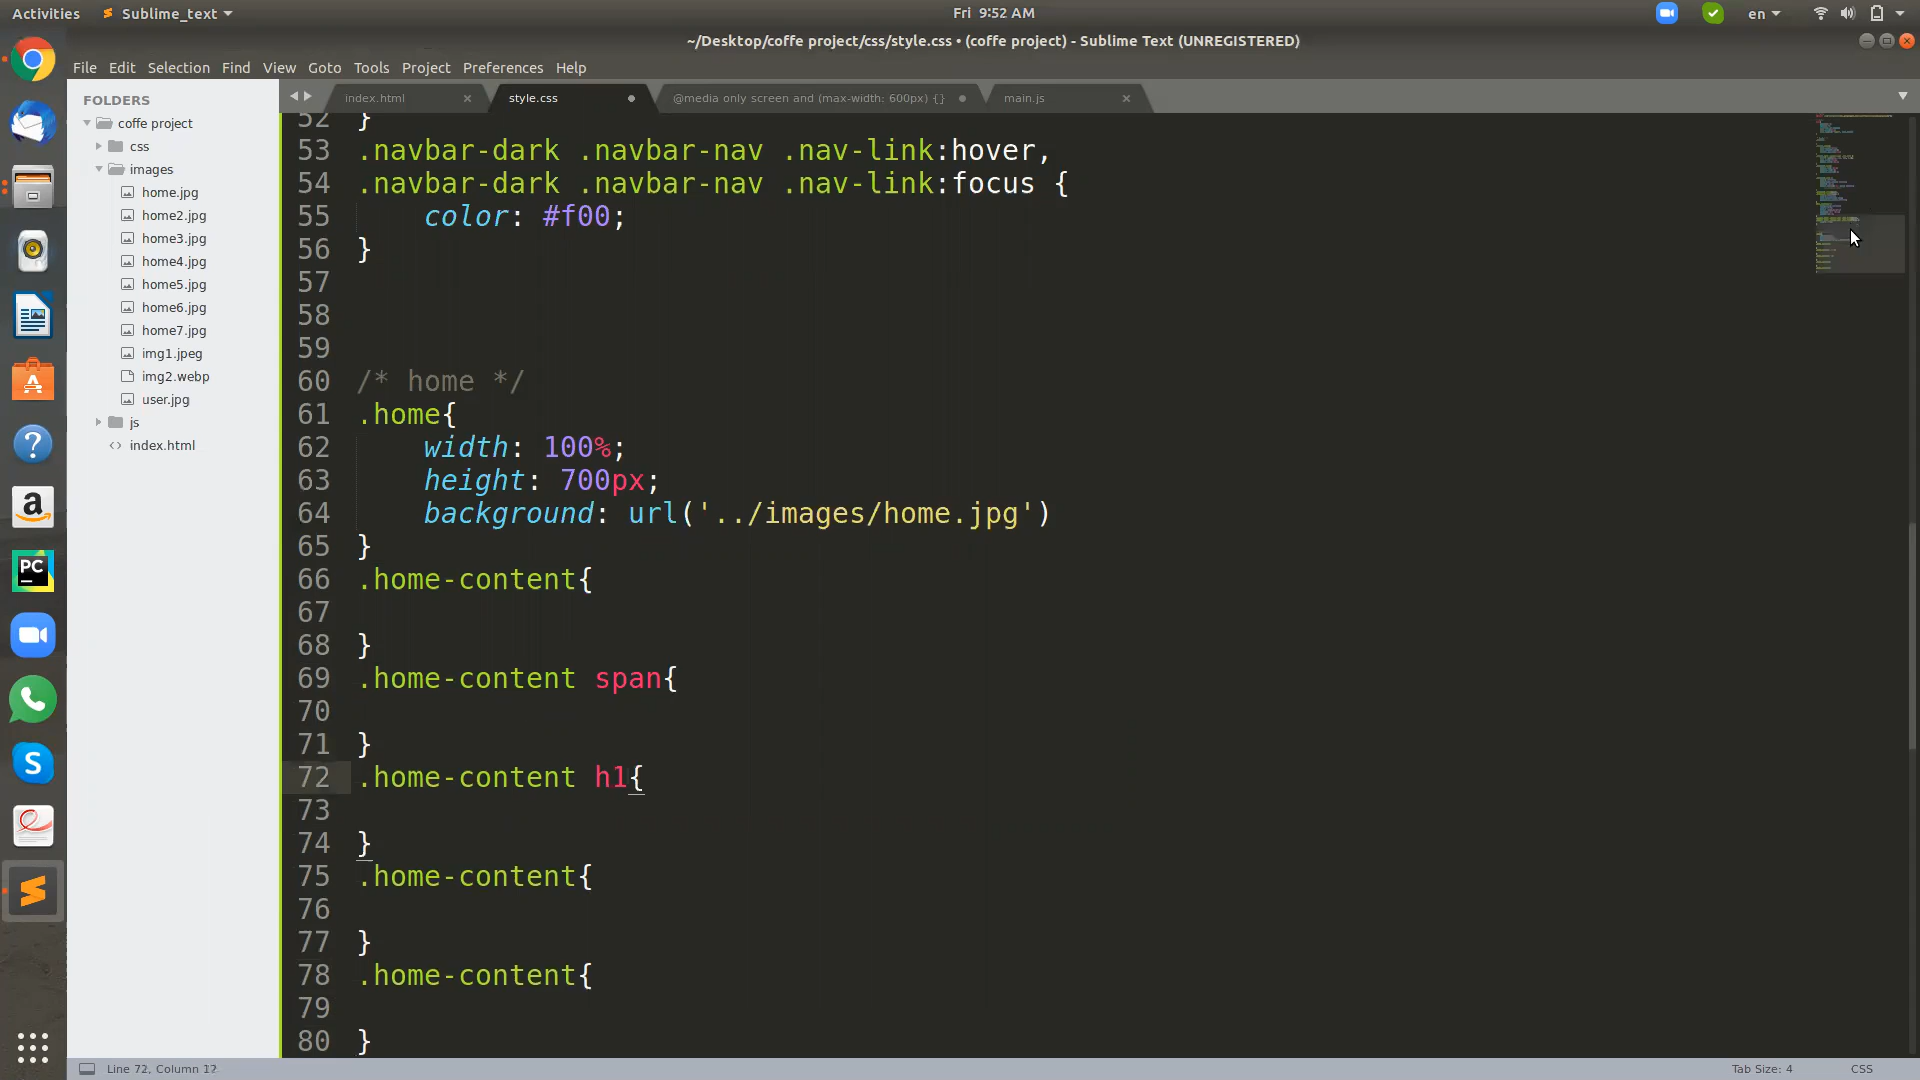 Activities
Sublime_text
Fri 9:52 AM
en
~/Desktop/coffe project/css/style.css • (coffe project) - Sublime Text (UNREGISTERED)
File Edit Selection Find View Goto Tools Project Preferences Help
index.html
style.css
@media only screen and (max-width: 600px) {}
main.js
FOLDERS
coffe project
css
images
home.jpg
home2.jpg
home3.jpg
home4.jpg
home5.jpg
home6.jpg
home7.jpg
img1.jpeg
img2.webp
user.jpg
js
index.html
52 }
53 .navbar-dark .navbar-nav .nav-link:hover,
54 .navbar-dark .navbar-nav .nav-link:focus {
55 color: #f00;
56 }
57
58
59
60 /* home */
61 .home{
62 width: 100%;
63 height: 700px;
64 background: url('../images/home.jpg')
65 }
66 .home-content{
67
68 }
69 .home-content span{
70
71 }
72 .home-content h1{
73
74 }
75 .home-content{
76
77 }
78 .home-content{
79
80 }
Line 72, Column 17
Tab Size: 4
CSS